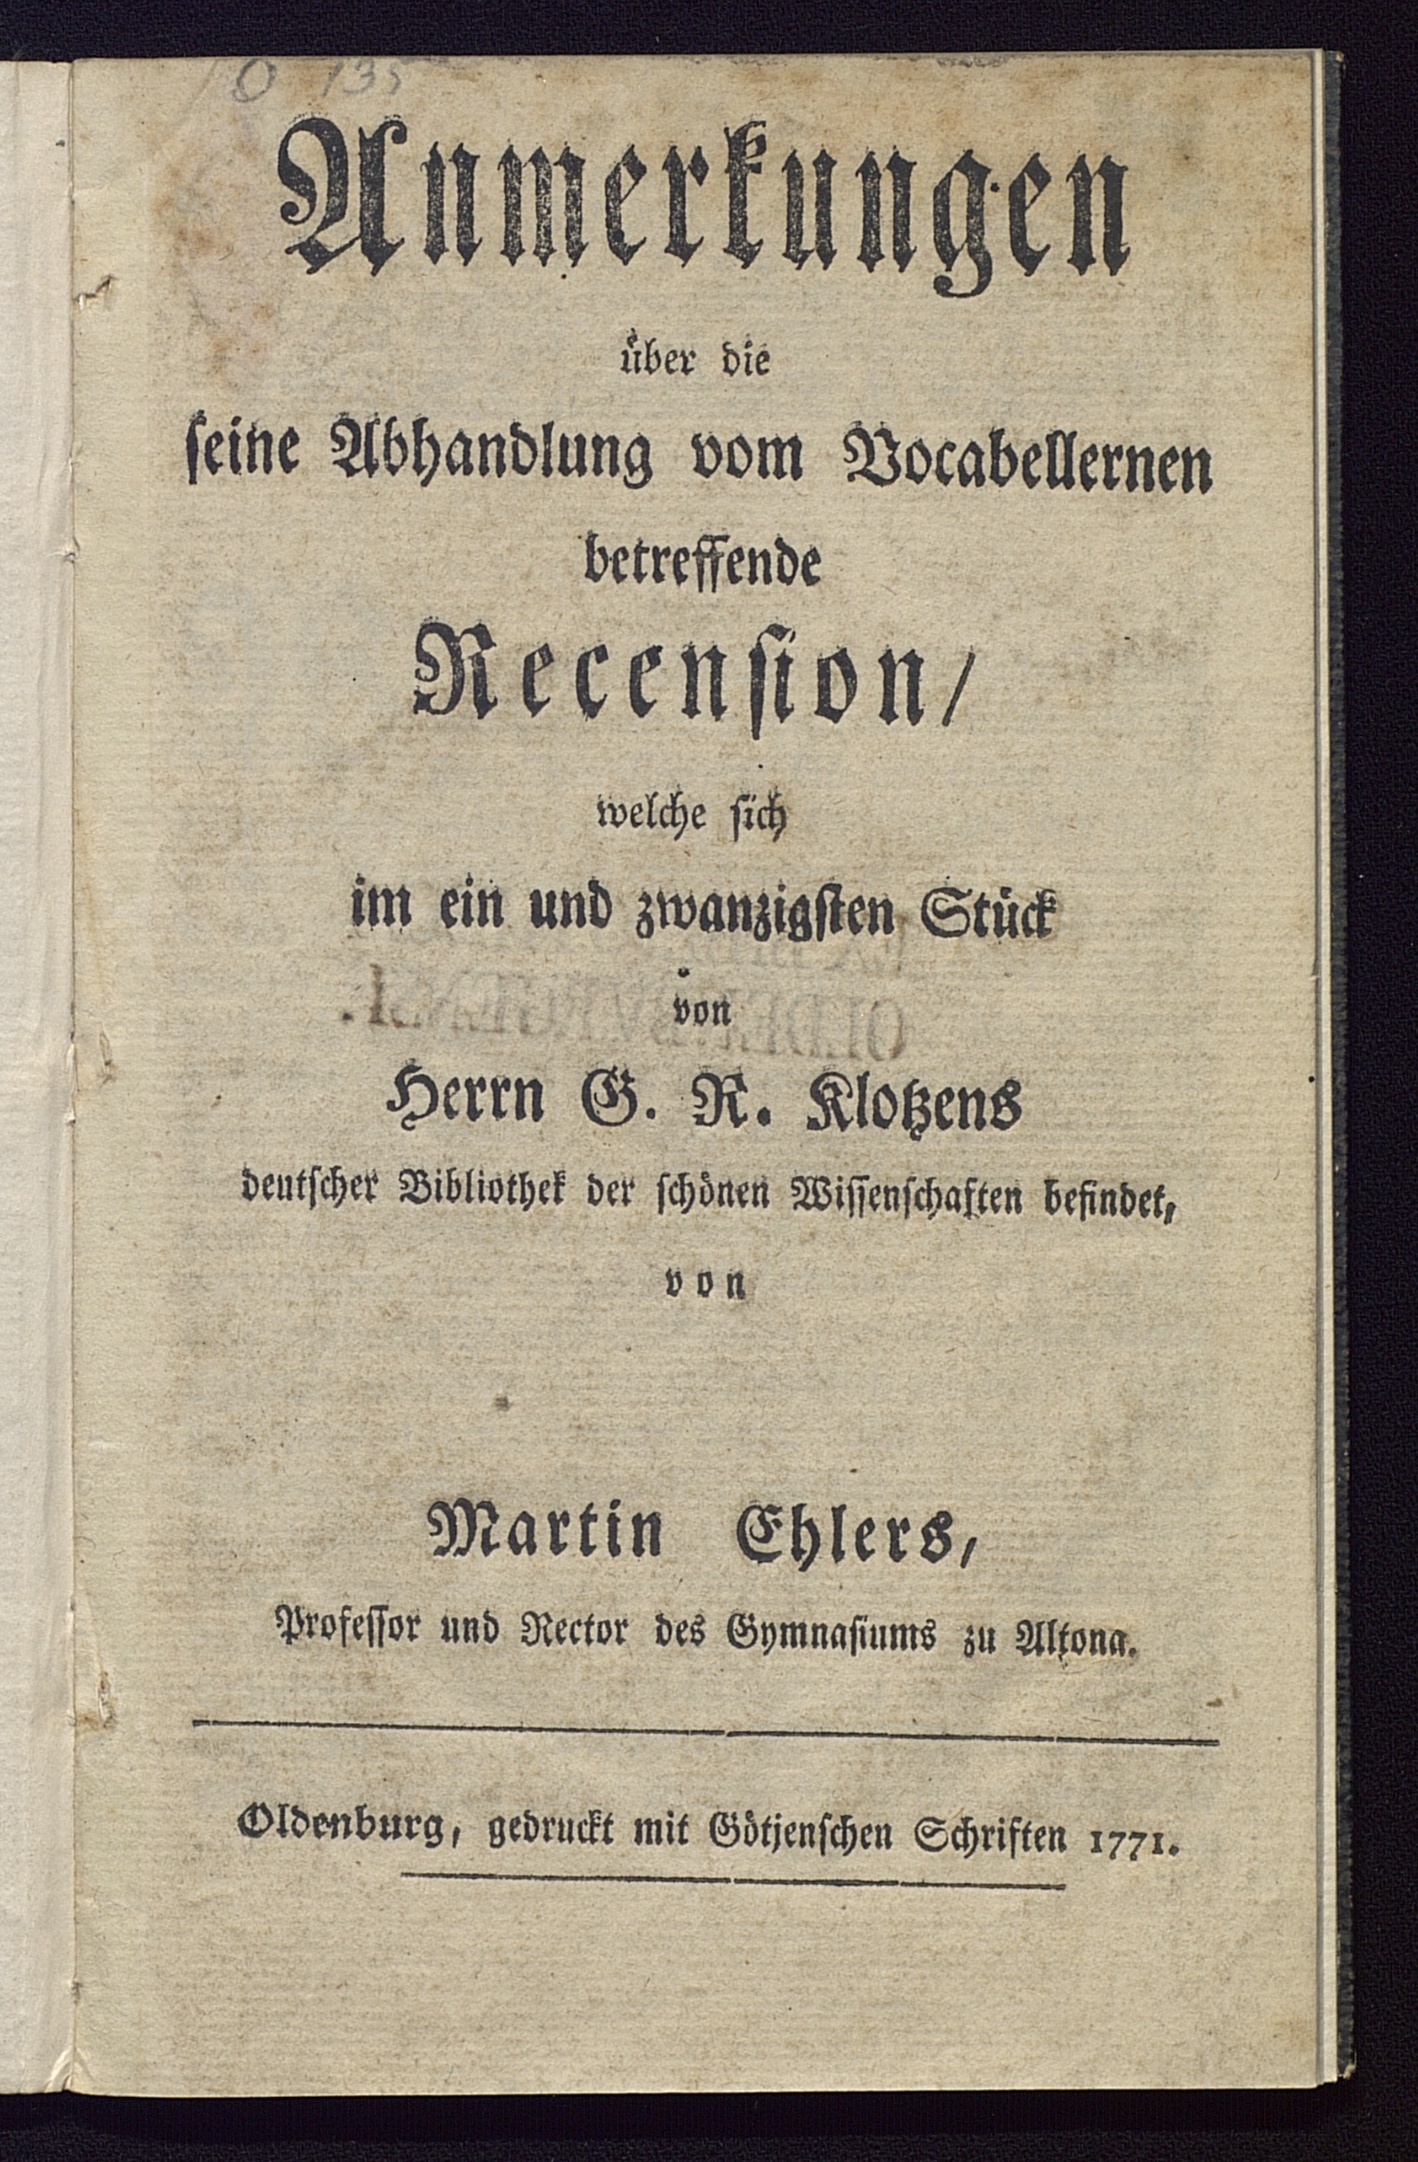 O 135
Anmerkungen
über die
seine Abhandlung vom Vocabellernen
betreffende
Recension/
welche sich
im ein und zwanzigsten Stück
von
Herrn G. R. Klotzens
deutscher Bibliothek der schönen Wissenschaften befindet,
von
Martin Ehlers,
Professor und Rector des Gymnasiums zu Altona.
Oldenburg, gedruckt mit Götjenschen Schriften 1771.